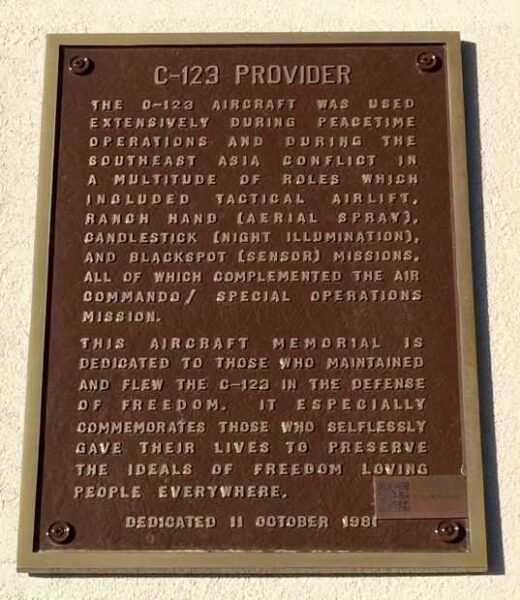 C-123 PROVIDER
THE C-123 AIRCRAFT WAS USED
EXTENSIVELY DURING PEACETIME
OPERATIONS AND DURING THE
SOUTHEAST ASIA CONFLICT IN
A MULTITUDE OF ROLES WHICH
INCLUDED TACTICAL AIRLIFT,
RANCH HAND (AERIAL SPRAY),
CANDLESTICK (NIGHT ILLUMINATION),
AND BLACKSPOT (SENSOR) MISSIONS,
ALL OF WHICH COMPLEMENTED THE AIR
COMMANDO/ SPECIAL OPERATIONS
MISSION.
THIS AIRCRAFT MEMORIAL IS
DEDICATED TO THOSE WHO MAINTAINED
AND FLEW THE C-123 IN THE DEFENSE
OF FREEDOM. IT ESPECIALLY
COMMEMORATES THOSE WHO SELFLESSLY
GAVE THEIR LIVES TO PRESERVE
THE IDEALS OF FREEDOM LOVING
PEOPLE EVERYWHERE.
DEDICATED 11 OCTOBER 1981